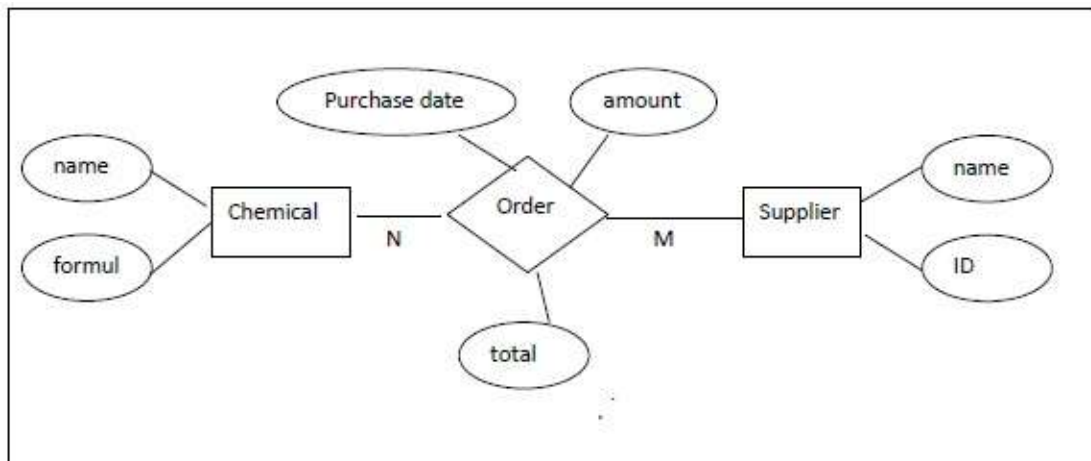 Purchase date
amount
name
name
Chemical
Order
Supplier
N
M
formul
ID
total